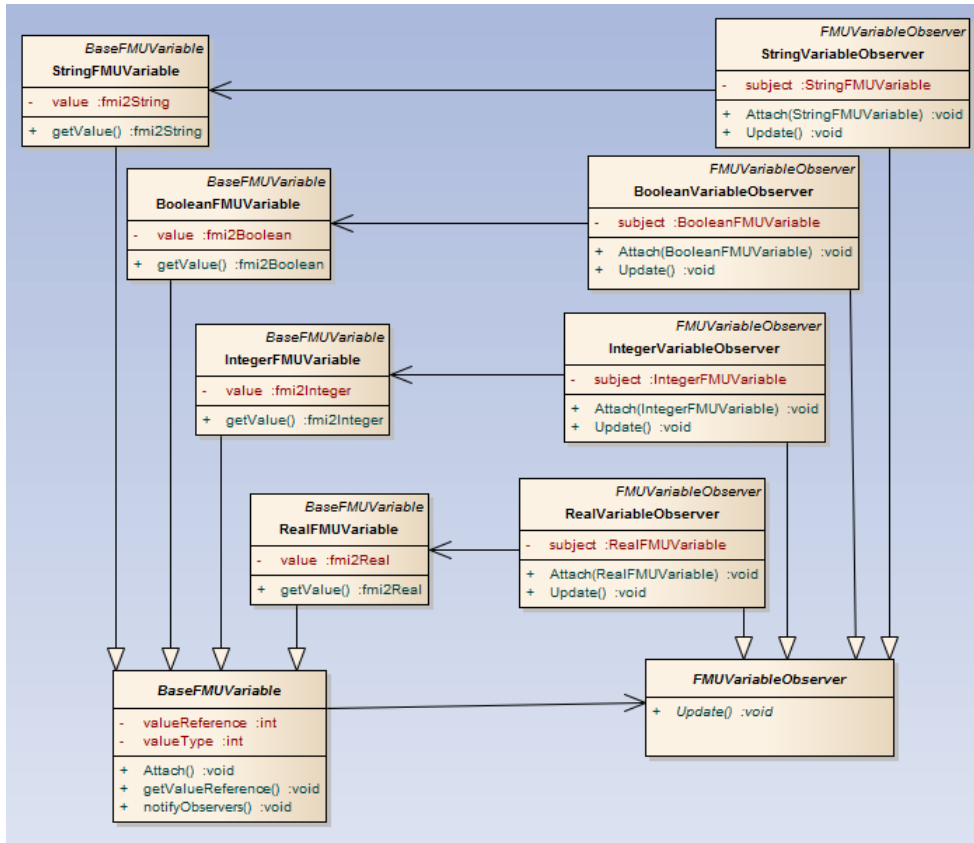 BaseFMUVariable
StringFMUVariable
- value :fmi2String
+ getValue() :fmi2String
FMUVariableObserver
StringVariableObserver
- subject :StringFMUVariable
+ Attach(StringFMUVariable) :void
+ Update() :void
BaseFMUVariable
BooleanFMUVariable
- value :fmi2Boolean
+ getValue() :fmi2Boolean
FMUVariableObserver
BooleanVariableObserver
- subject :BooleanFMUVariable
+ Attach(BooleanFMUVariable) :void
+ Update() :void
BaseFMUVariable
IntegerFMUVariable
- value :fmi2Integer
+ getValue() :fmi2Integer
FMUVariableObserver
IntegerVariableObserver
- subject :IntegerFMUVariable
+ Attach(IntegerFMUVariable) :void
+ Update() :void
BaseFMUVariable
RealFMUVariable
- value :fmi2Real
+ getValue() :fmi2Real
FMUVariableObserver
RealVariableObserver
- subject :RealFMUVariable
+ Attach(RealFMUVariable) :void
+ Update() :void
BaseFMUVariable
- valueReference :int
- valueType :int
+ Attach() :void
+ getValueReference() :void
+ notifyObservers() :void
FMUVariableObserver
+ Update() :void